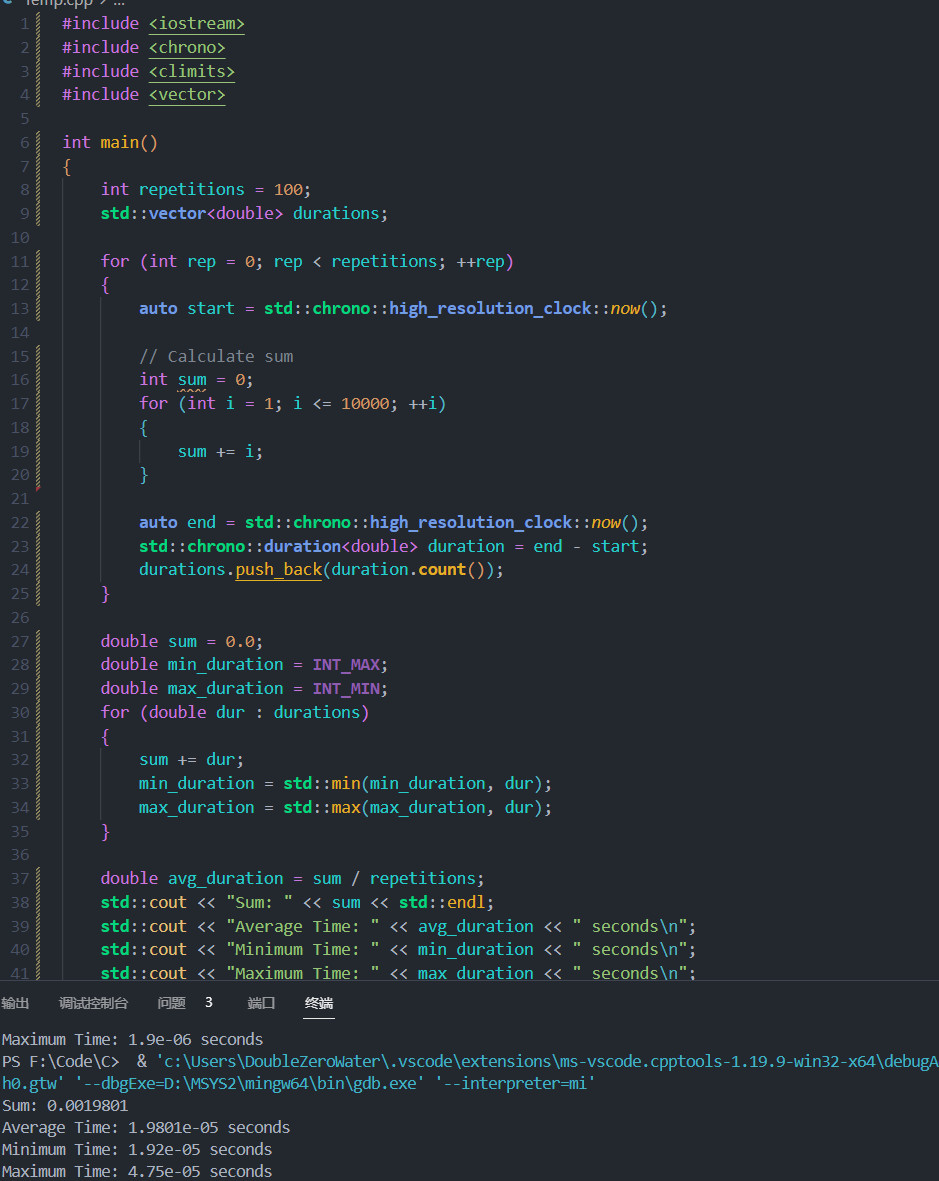 Temp.cpp > ...
1 #include <iostream>
2 #include <chrono>
3 #include <climits>
4 #include <vector>
5
6 int main()
7 {
8 int repetitions = 100;
9 std::vector<double> durations;
10
11 for (int rep = 0; rep < repetitions; ++rep)
12 {
13 auto start = std::chrono::high_resolution_clock::now();
14
15 // Calculate sum
16 int sum = 0;
17 for (int i = 1; i <= 10000; ++i)
18 {
19 sum += i;
20 }
21
22 auto end = std::chrono::high_resolution_clock::now();
23 std::chrono::duration<double> duration = end - start;
24 durations.push_back(duration.count());
25 }
26
27 double sum = 0.0;
28 double min_duration = INT_MAX;
29 double max_duration = INT_MIN;
30 for (double dur : durations)
31 {
32 sum += dur;
33 min_duration = std::min(min_duration, dur);
34 max_duration = std::max(max_duration, dur);
35 }
36
37 double avg_duration = sum / repetitions;
38 std::cout << "Sum: " << sum << std::endl;
39 std::cout << "Average Time: " << avg_duration << " seconds\n";
40 std::cout << "Minimum Time: " << min_duration << " seconds\n";
41 std::cout << "Maximum Time: " << max_duration << " seconds\n";
输出 调试控制台 问题 3 端口 终端
Maximum Time: 1.9e-06 seconds
PS F:\Code\C> & 'c:\Users\DoubleZeroWater\.vscode\extensions\ms-vscode.cpptools-1.19.9-win32-x64\debugA
h0.gtw' '--dbgExe=D:\MSYS2\mingw64\bin\gdb.exe' '--interpreter=mi'
Sum: 0.0019801
Average Time: 1.9801e-05 seconds
Minimum Time: 1.92e-05 seconds
Maximum Time: 4.75e-05 seconds